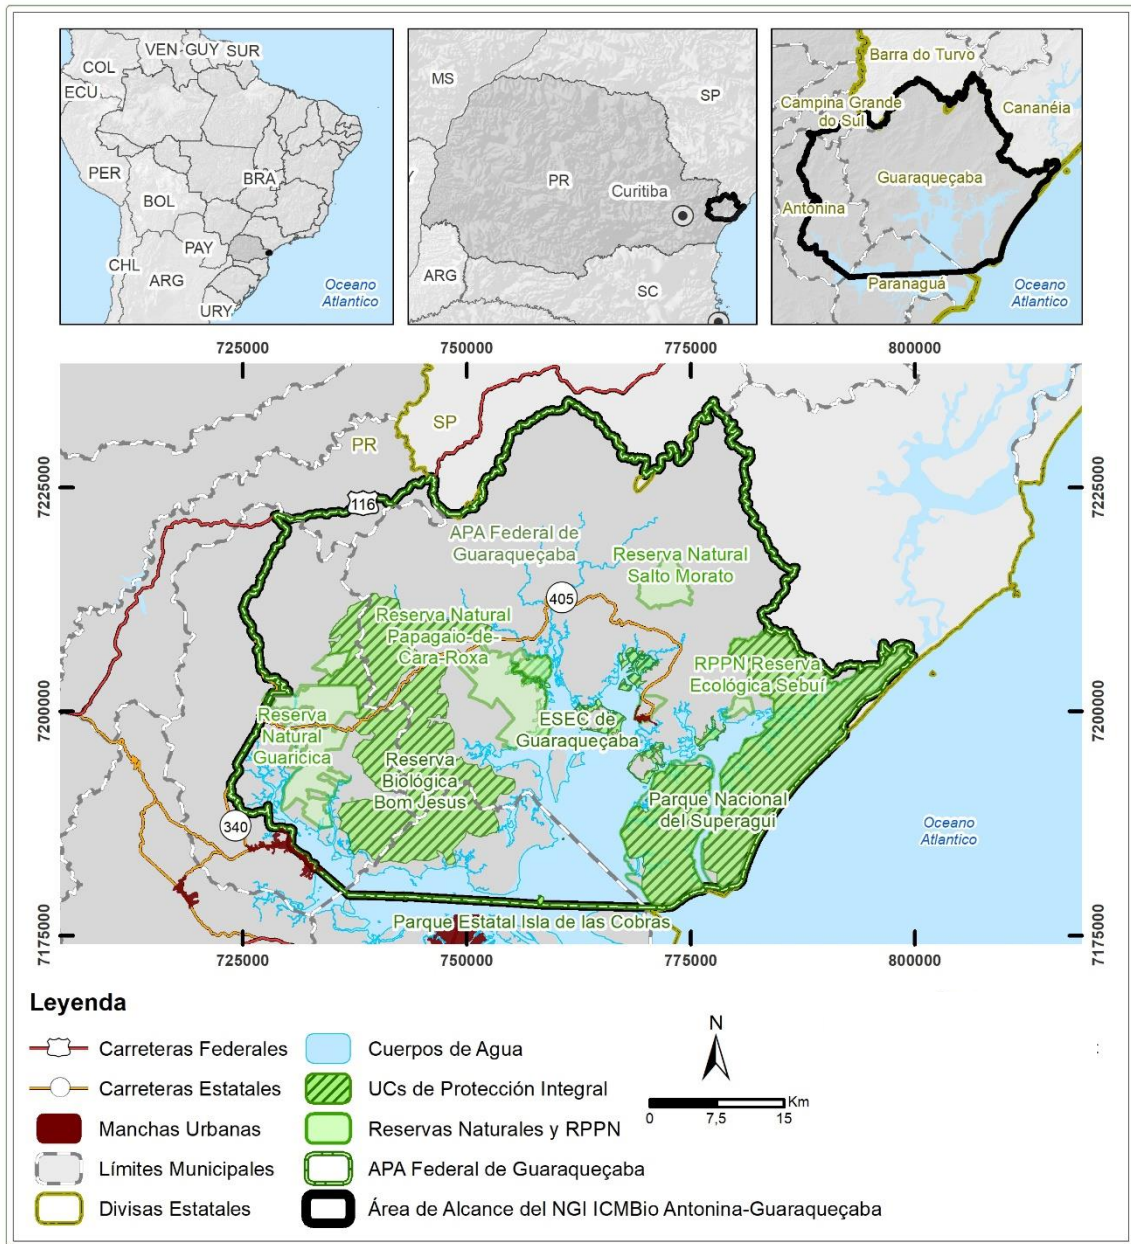 VEN GUY SUR
COL
ECU
PER
BRA
BOL
PAY
CHL
ARG
URY
Oceano
Atlantico
MS
SP
PR
Curitiba
Y
ARG
SC
Barra do Turvo
Campina Grande
do Sul
Cananéia
Guaraqueçaba
Antonina
Paranaguá
Oceano
Atlantico
725000 750000 775000 800000
7225000
7200000
7175000
7225000
7200000
7175000
SP
PR
116
APA Federal de
Guaraqueçaba
Reserva Natural
Salto Morato
405
Reserva Natural
Papagaio-de-
Cara-Roxa
RPPN Reserva
Ecológica Sebuí
Reserva
Natural
Guaricica
ESEC de
Guaraqueçaba
Reserva
Biológica
Bom Jesus
Parque Nacional
del Superagui
340
Oceano
Atlantico
Parque Estatal Isla de las Cobras
725000 750000 775000 800000
Leyenda
Carreteras Federales
Carreteras Estatales
Manchas Urbanas
Límites Municipales
Divisas Estatales
Cuerpos de Agua
UCs de Protección Integral
Reservas Naturales y RPPN
APA Federal de Guaraqueçaba
Área de Alcance del NGI ICMBio Antonina-Guaraqueçaba
N
Km
0 7,5 15